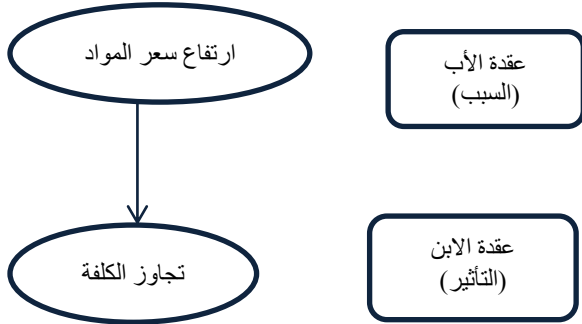 ارتفاع سعر المواد
عقدة الأب
(السبب)
تجاوز الكلفة
عقدة الابن
(التأثير)